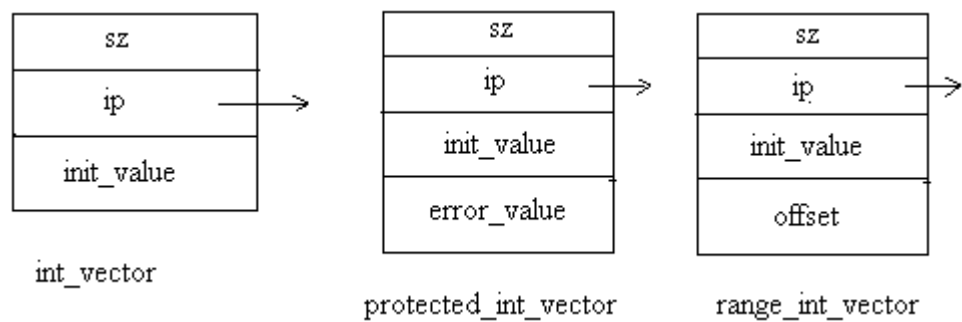 sz
ip
init_value
int_vector
sz
ip
init_value
error_value
protected_int_vector
sz
ip
init_value
offset
range_int_vector